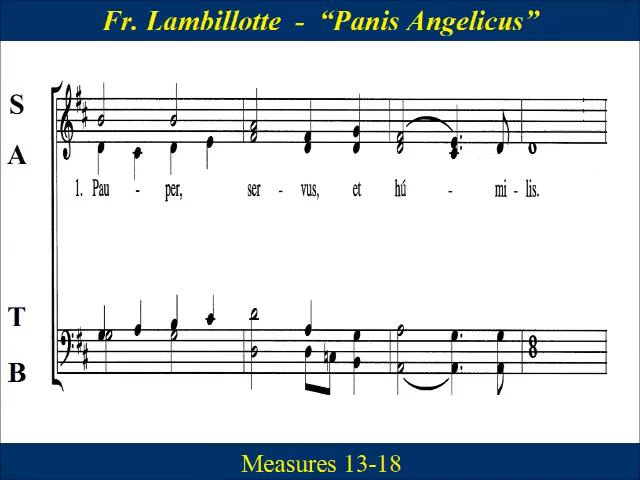 Fr. Lambillotte - “Panis Angelicus”
S
A
1. Pau - per, ser - vus, et hú - mi - lis.
T
B
Measures 13-18